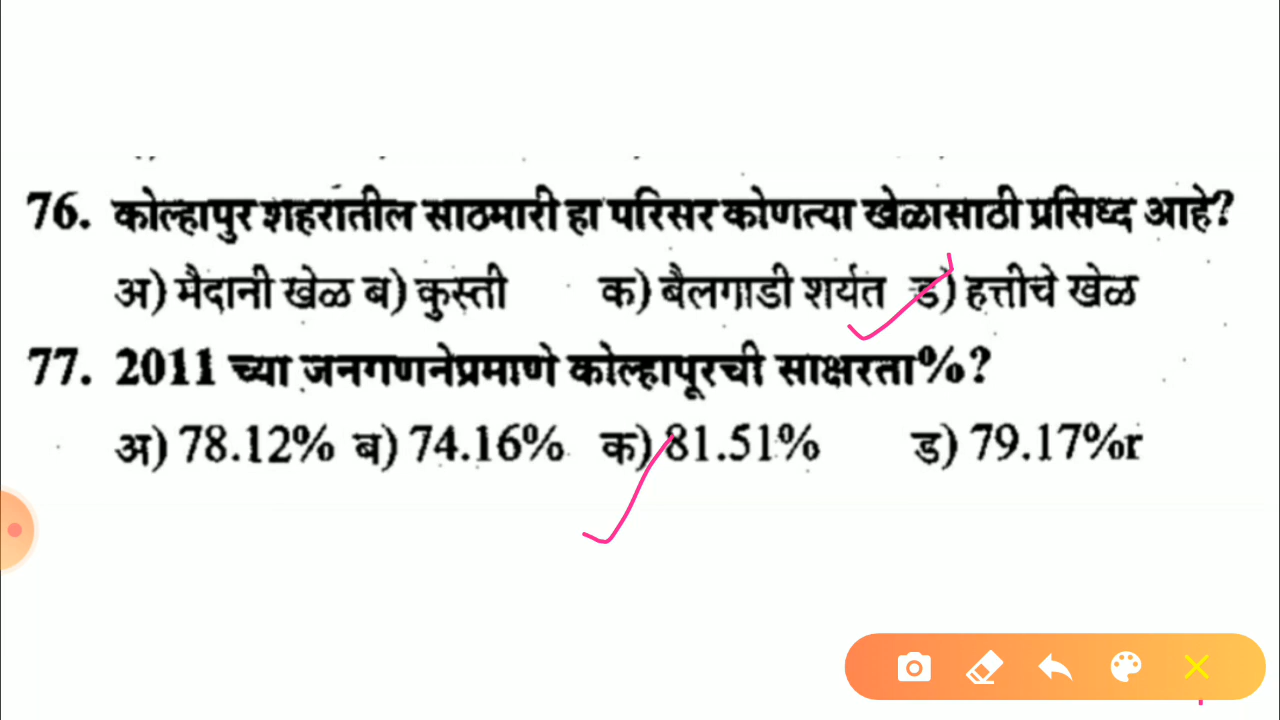 76. कोल्हापुर शहरातील साठमारी हा परिसर कोणत्या खेळासाठी प्रसिध्द आहे?
अ) मैदानी खेळ ब) कुस्ती क) बैलगाडी शर्यत ड) हत्तीचे खेळ
77. 2011 च्या जनगणनेप्रमाणे कोल्हापूरची साक्षरता%?
अ) 78.12% ब) 74.16% क) 81.51% ड) 79.17%r